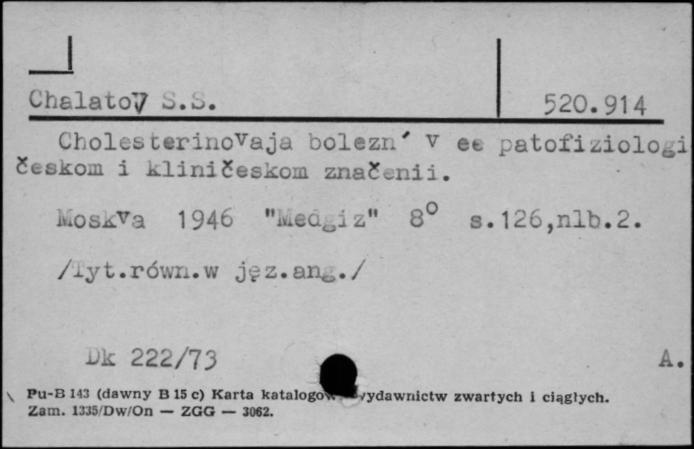 Chalatov S.S. 520.914
Cholesterinovaja bolezn´ v ee patofiziologi
českom i kliničeskom značenii.
Moskva 1946 "Medgiz" 8° s.126,nlb.2.
/Tyt.równ.w jęz.ang./
Dk 222/73 A.
Pu-B 143 (dawny B 15 c) Karta katalogow wydawnictw zwartych i ciągłych.
Zam. 1335/Dw/On — ZGG — 3062.